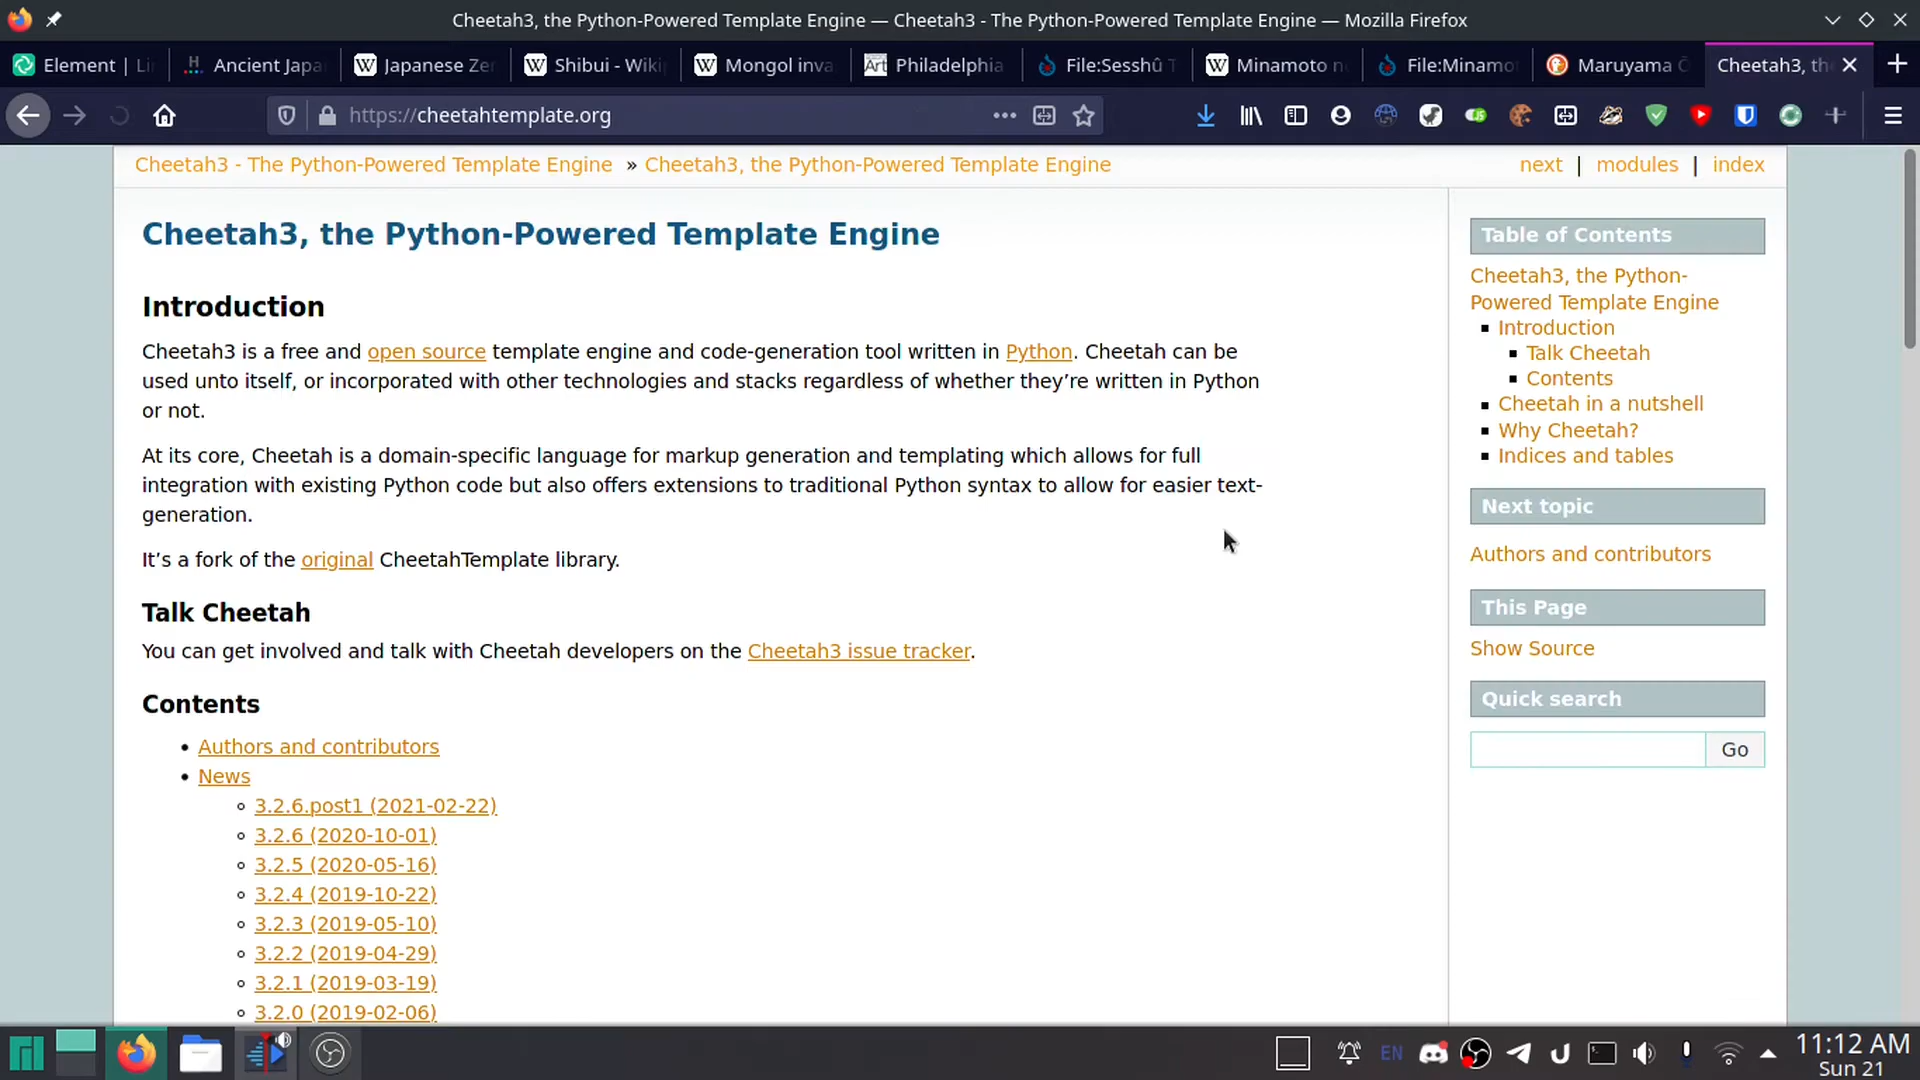 Cheetah3, the Python-Powered Template Engine — Cheetah3 - The Python-Powered Template Engine — Mozilla Firefox
Element | Li
Ancient Japa
Japanese Zen
Shibui - Wiki
Mongol inva
Art
Philadelphia
File:Sesshû T
Minamoto n
File:Minamo
Maruyama Ō
Cheetah3, th
https://cheetahtemplate.org
Cheetah3 - The Python-Powered Template Engine » Cheetah3, the Python-Powered Template Engine
next | modules | index
Cheetah3, the Python-Powered Template Engine
Introduction
Cheetah3 is a free and open source template engine and code-generation tool written in Python. Cheetah can be
used unto itself, or incorporated with other technologies and stacks regardless of whether they’re written in Python
or not.
At its core, Cheetah is a domain-specific language for markup generation and templating which allows for full
integration with existing Python code but also offers extensions to traditional Python syntax to allow for easier text-
generation.
It’s a fork of the original CheetahTemplate library.
Talk Cheetah
You can get involved and talk with Cheetah developers on the Cheetah3 issue tracker.
Contents
Authors and contributors
News
3.2.6.post1 (2021-02-22)
3.2.6 (2020-10-01)
3.2.5 (2020-05-16)
3.2.4 (2019-10-22)
3.2.3 (2019-05-10)
3.2.2 (2019-04-29)
3.2.1 (2019-03-19)
3.2.0 (2019-02-06)
Table of Contents
Cheetah3, the Python-
Powered Template Engine
Introduction
Talk Cheetah
Contents
Cheetah in a nutshell
Why Cheetah?
Indices and tables
Next topic
Authors and contributors
This Page
Show Source
Quick search
Go
EN
11:12 AM
Sun 21